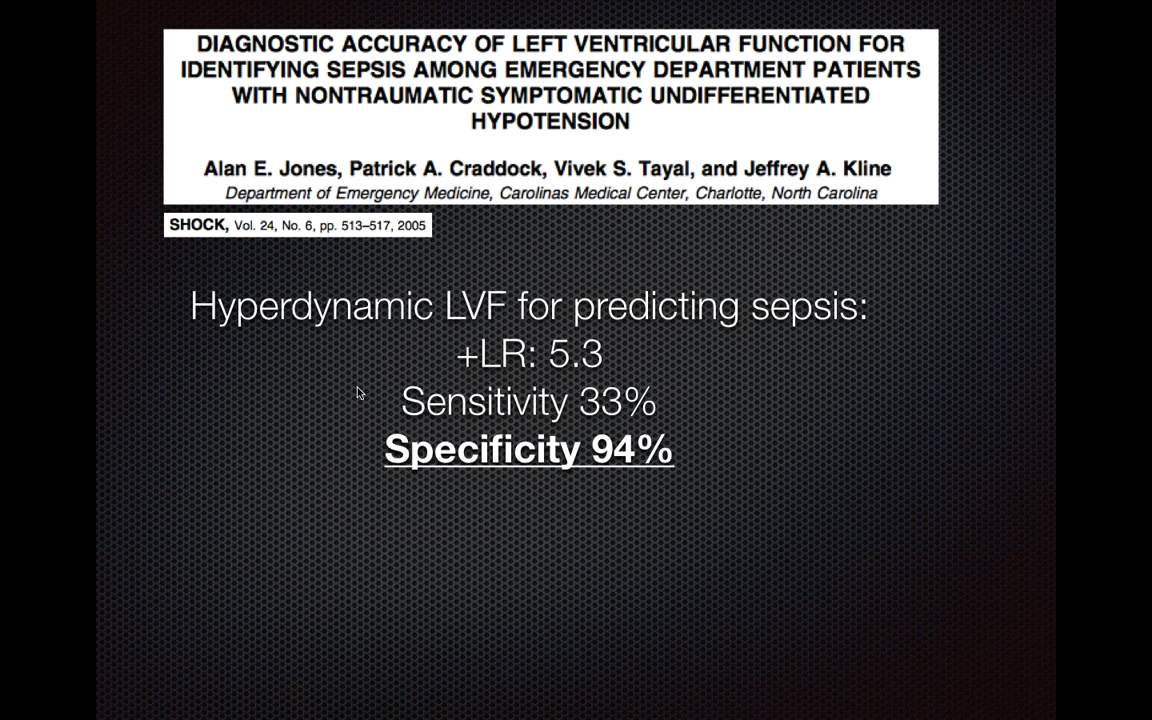 DIAGNOSTIC ACCURACY OF LEFT VENTRICULAR FUNCTION FOR
IDENTIFYING SEPSIS AMONG EMERGENCY DEPARTMENT PATIENTS
WITH NONTRAUMATIC SYMPTOMATIC UNDIFFERENTIATED
HYPOTENSION
Alan E. Jones, Patrick A. Craddock, Vivek S. Tayal, and Jeffrey A. Kline
Department of Emergency Medicine, Carolinas Medical Center, Charlotte, North Carolina
SHOCK, Vol. 24, No. 6, pp. 513–517, 2005
Hyperdynamic LVF for predicting sepsis:
+LR: 5.3
Sensitivity 33%
Specificity 94%